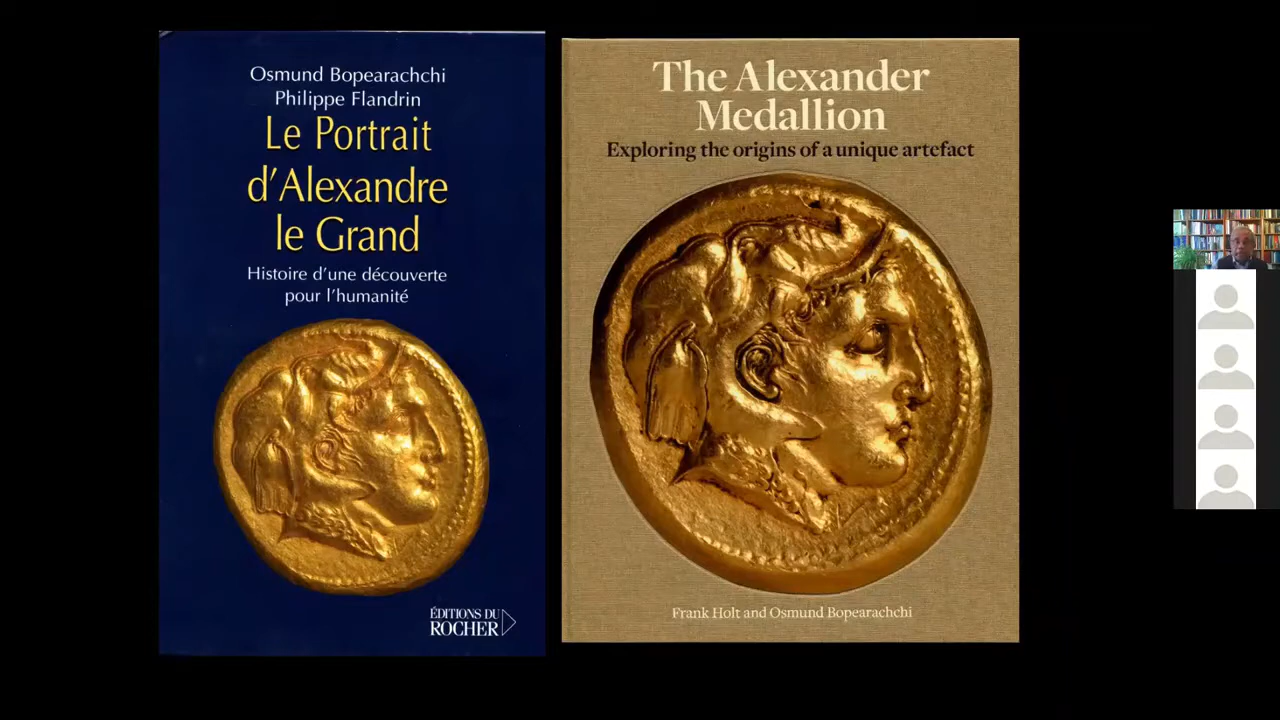 Osmund Bopearachchi
Philippe Flandrin
Le Portrait
d'Alexandre
le Grand
Histoire d'une découverte
pour l'humanité
ÉDITIONS DU
ROCHER
The Alexander
Medallion
Exploring the origins of a unique artefact
Frank Holt and Osmund Bopearachchi